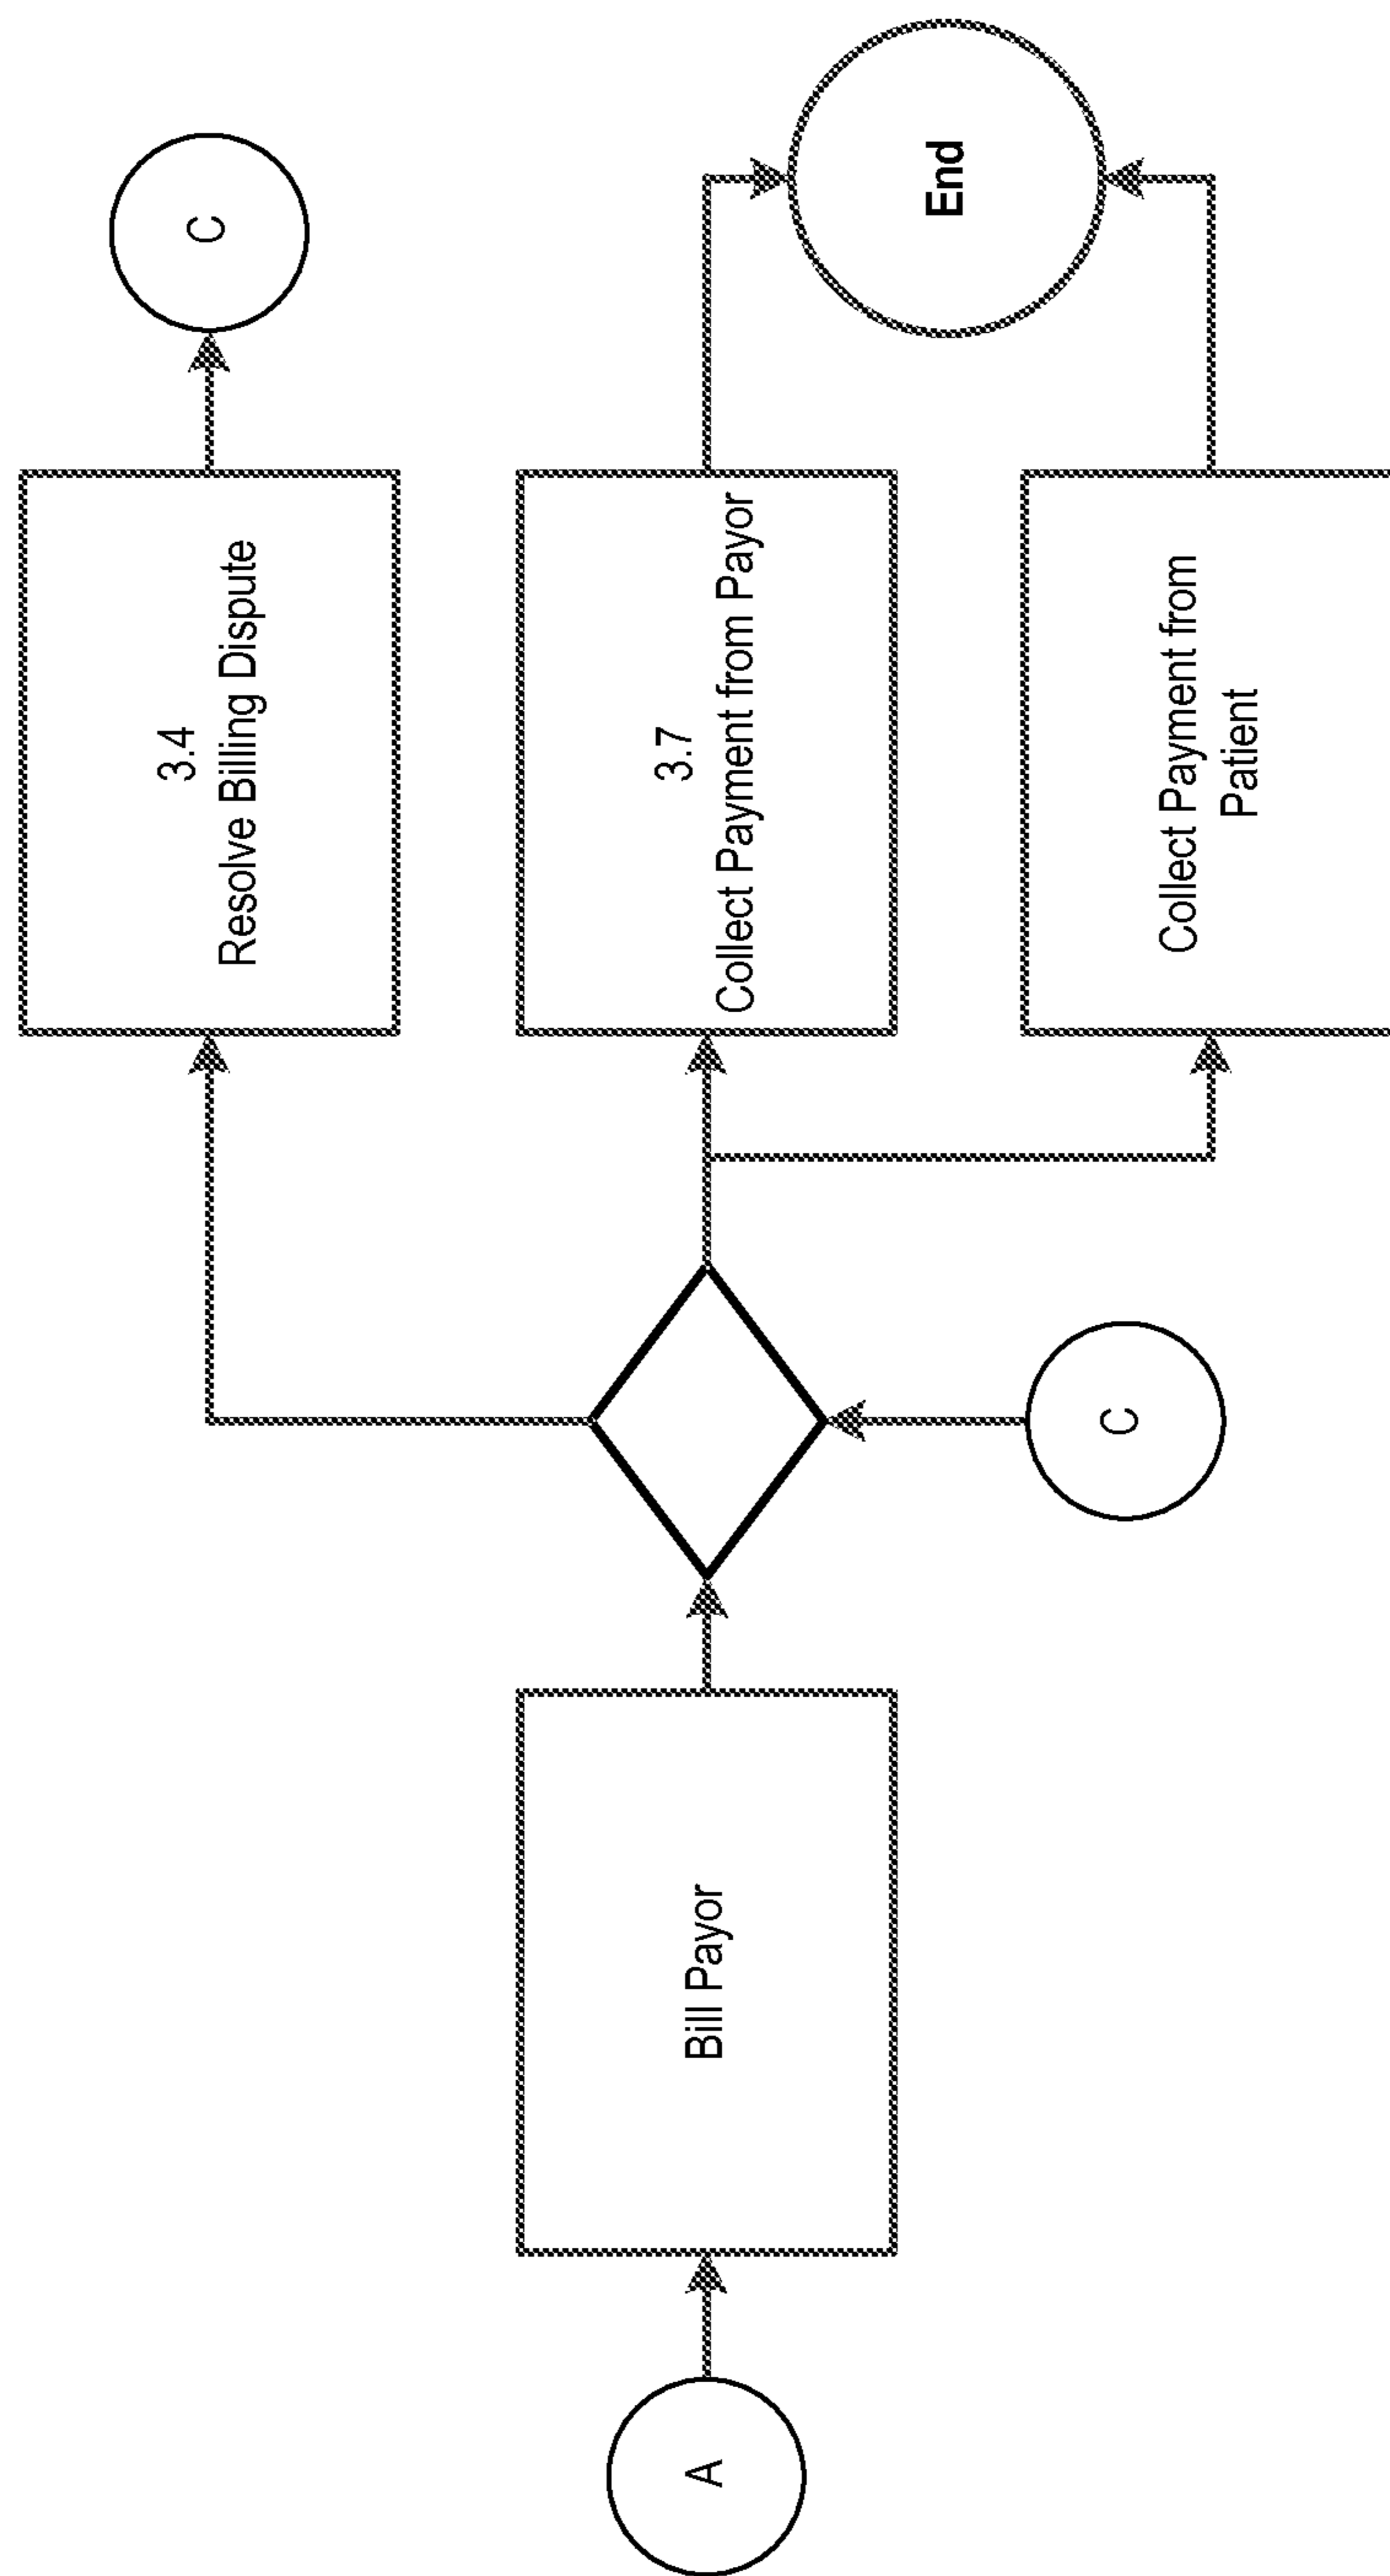 A
Bill Payor
C
3.4
Resolve Billing Dispute
C
3.7
Collect Payment from Payor
Collect Payment from
Patient
End